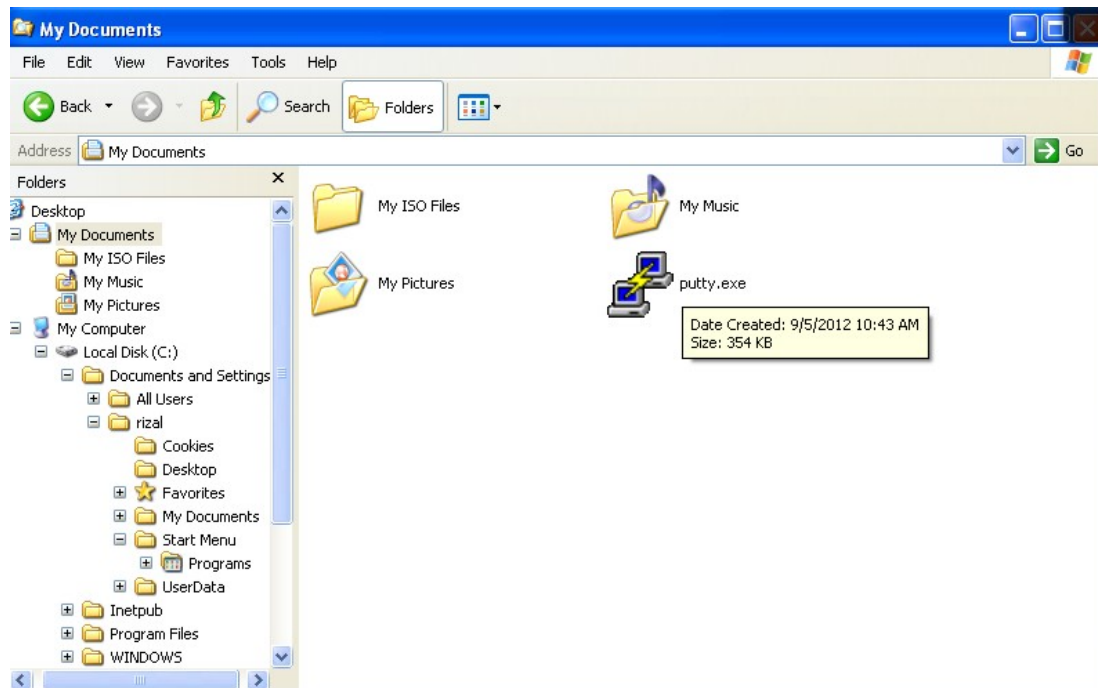 My Documents
File Edit View Favorites Tools Help
Back Search Folders
Address My Documents Go
Folders
Desktop
My Documents
My ISO Files
My Music
My Pictures
My Computer
Local Disk (C:)
Documents and Settings
All Users
rizal
Cookies
Desktop
Favorites
My Documents
Start Menu
Programs
UserData
Inetpub
Program Files
WINDOWS
My ISO Files
My Music
My Pictures
putty.exe
Date Created: 9/5/2012 10:43 AM
Size: 354 KB